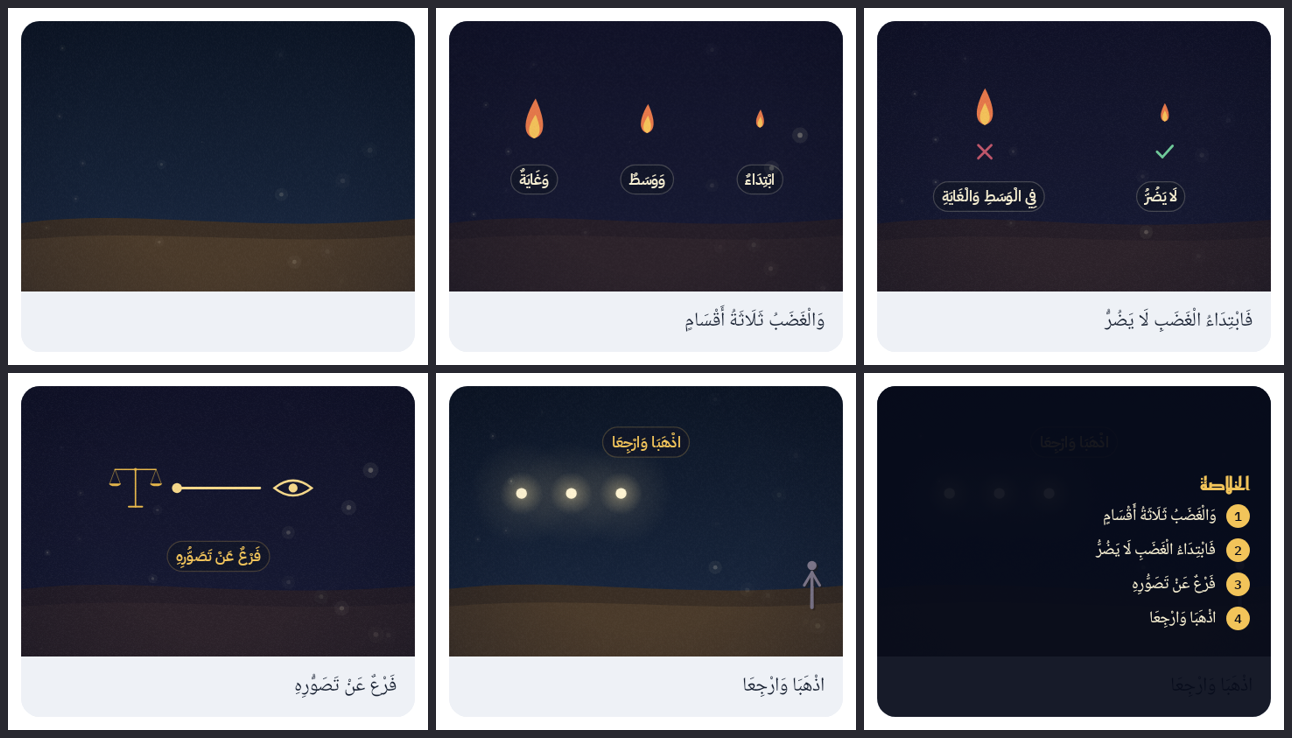 ابْتِدَاءٌ
وَوَسَطٌ
وَغَايَةٌ
وَالْغَضَبُ ثَلَاثَةُ أَقْسَامٍ
لَا يَضُرُّ
فِي الْوَسَطِ وَالْغَايَةِ
فَابْتِدَاءُ الْغَضَبِ لَا يَضُرُّ
فَرْعٌ عَنْ تَصَوُّرِهِ
فَرْعٌ عَنْ تَصَوُّرِهِ
اذْهَبَا وَارْجِعَا
اذْهَبَا وَارْجِعَا
اذْهَبَا وَارْجِعَا
الخلاصة
1 وَالْغَضَبُ ثَلَاثَةُ أَقْسَامٍ
2 فَابْتِدَاءُ الْغَضَبِ لَا يَضُرُّ
3 فَرْعٌ عَنْ تَصَوُّرِهِ
4 اذْهَبَا وَارْجِعَا
اذْهَبَا وَارْجِعَا